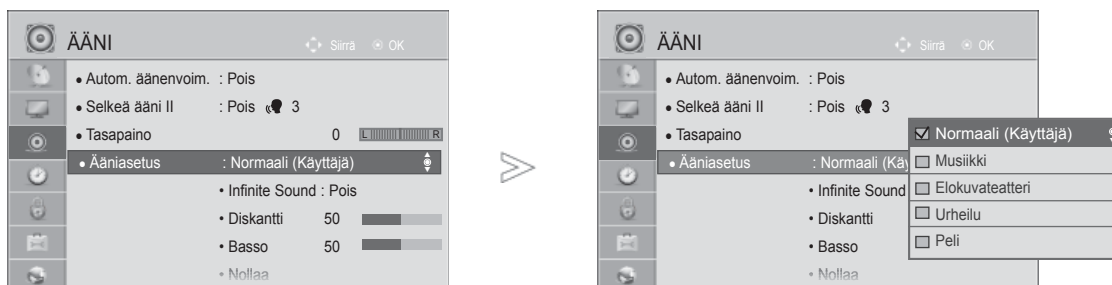 ÄÄNI Siirrä OK
• Autom. äänenvoim. : Pois
• Selkeä ääni II : Pois 3
• Tasapaino 0 L R
• Ääniasetus : Normaali (Käyttäjä)
• Infinite Sound : Pois
• Diskantti 50
• Basso 50
• Nollaa
ÄÄNI Siirrä OK
• Autom. äänenvoim. : Pois
• Selkeä ääni II : Pois 3
• Tasapaino
• Ääniasetus : Normaali (Käy
• Infinite Sound
• Diskantti
• Basso
• Nollaa
Normaali (Käyttäjä)
Musiikki
Elokuvateatteri
Urheilu
Peli